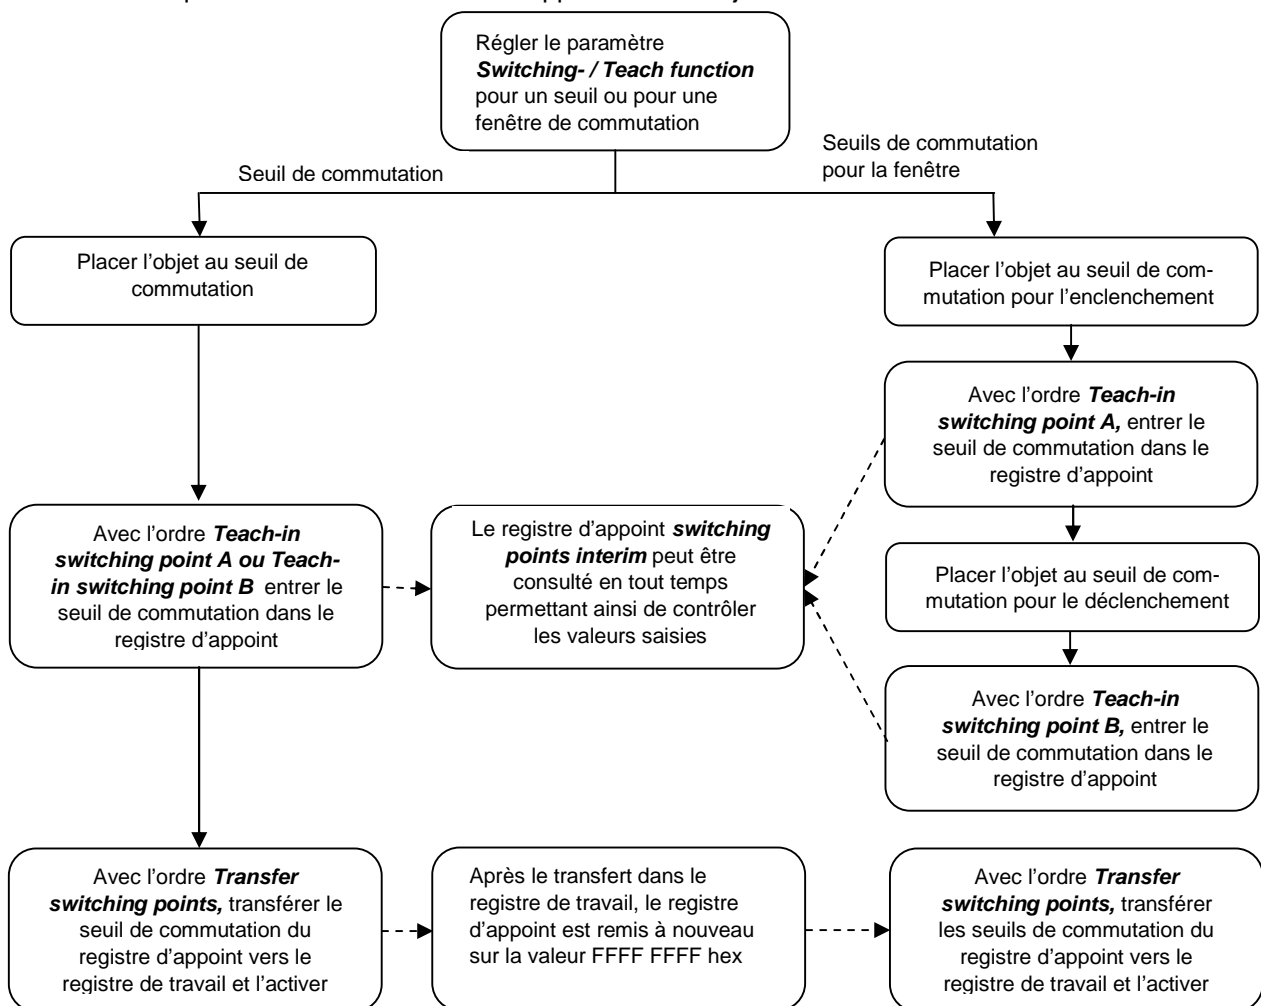 Régler le paramètre
Switching- / Teach function
pour un seuil ou pour une
fenêtre de commutation
Seuil de commutation
Seuils de commutation
pour la fenêtre
Placer l’objet au seuil de
commutation
Placer l’objet au seuil de com-
mutation pour l’enclenchement
Avec l’ordre Teach-in
switching point A, entrer le
seuil de commutation dans le
registre d’appoint
Avec l’ordre Teach-in
switching point A ou Teach-
in switching point B entrer le
seuil de commutation dans le
registre d’appoint
Le registre d’appoint switching
points interim peut être
consulté en tout temps
permettant ainsi de contrôler
les valeurs saisies
Placer l’objet au seuil de com-
mutation pour le déclenchement
Avec l’ordre Teach-in
switching point B, entrer le
seuil de commutation dans le
registre d’appoint
Avec l’ordre Transfer
switching points, transférer le
seuil de commutation du
registre d’appoint vers le
registre de travail et l’activer
Après le transfert dans le
registre de travail, le registre
d’appoint est remis à nouveau
sur la valeur FFFF FFFF hex
Avec l’ordre Transfer
switching points, transférer
les seuils de commutation du
registre d’appoint vers le
registre de travail et l’activer